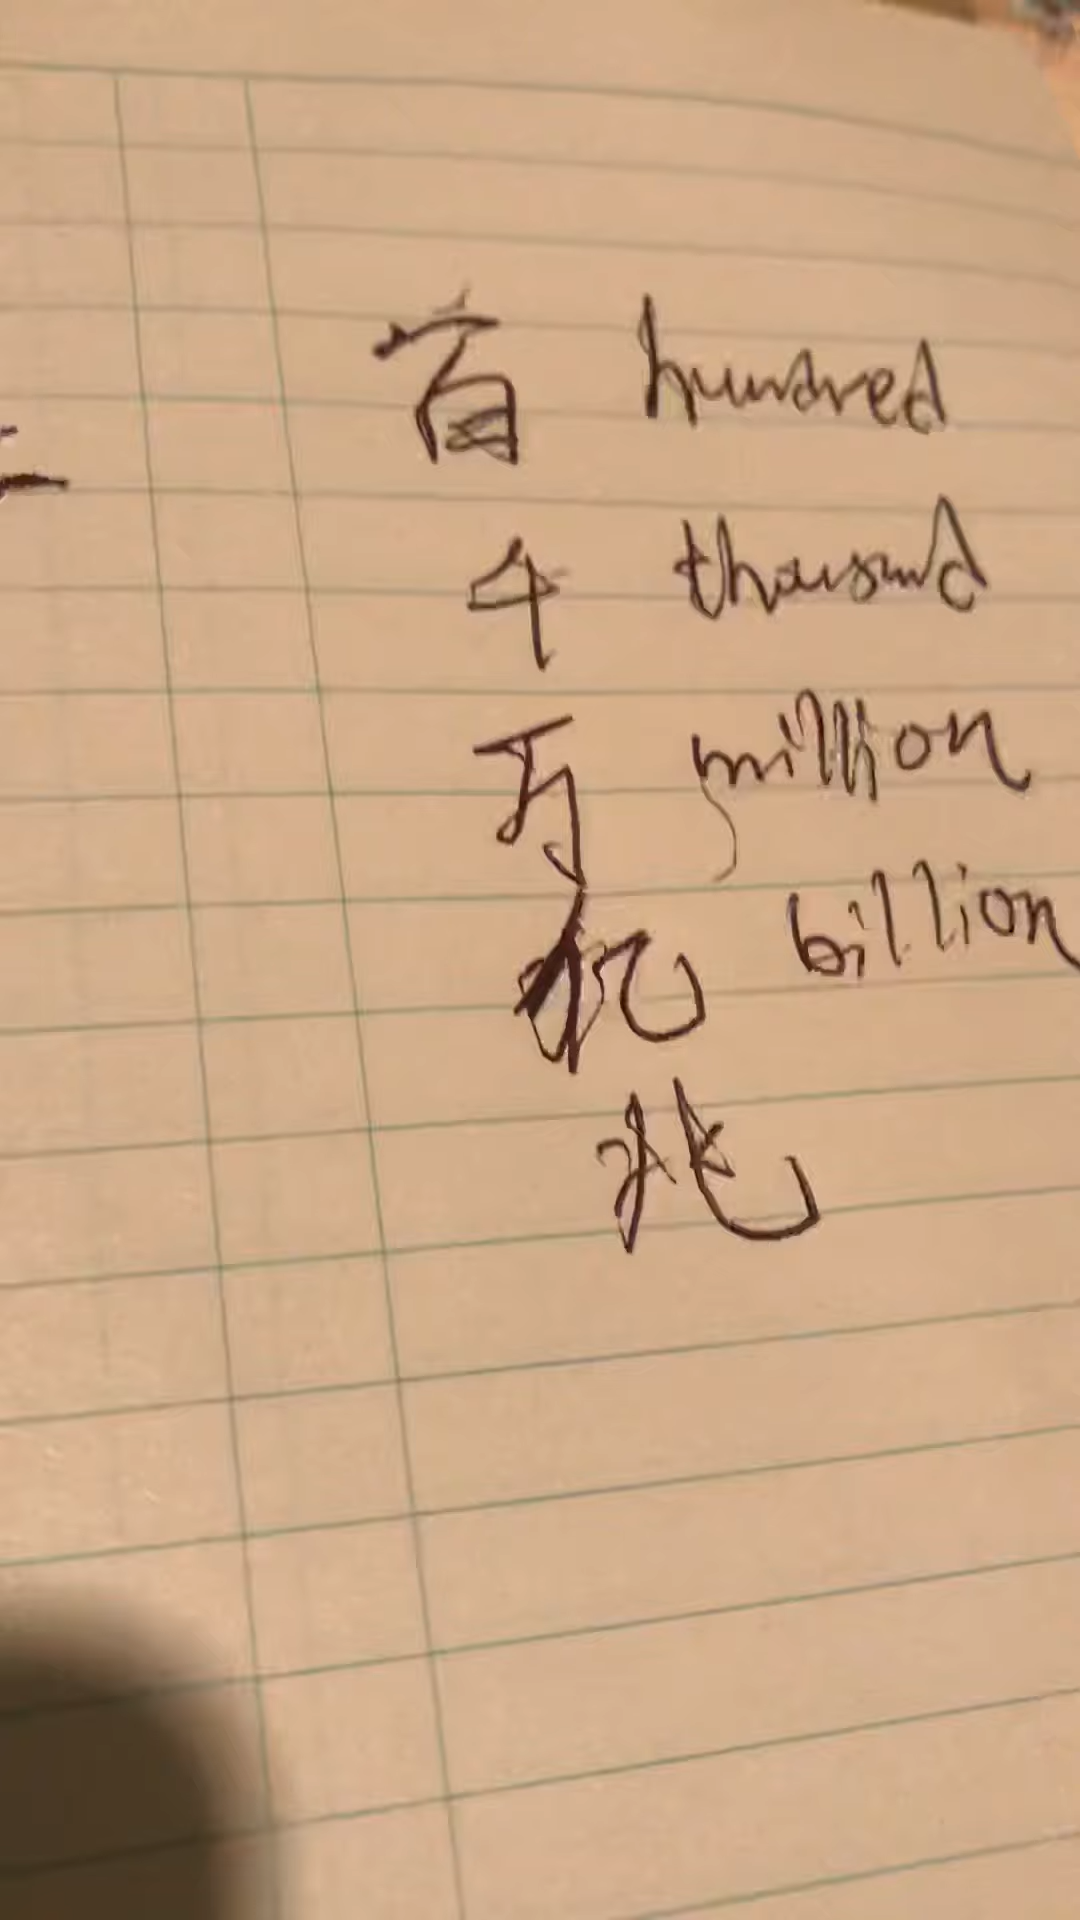 百 hundred
千 thousand
万 million
亿 billion
兆